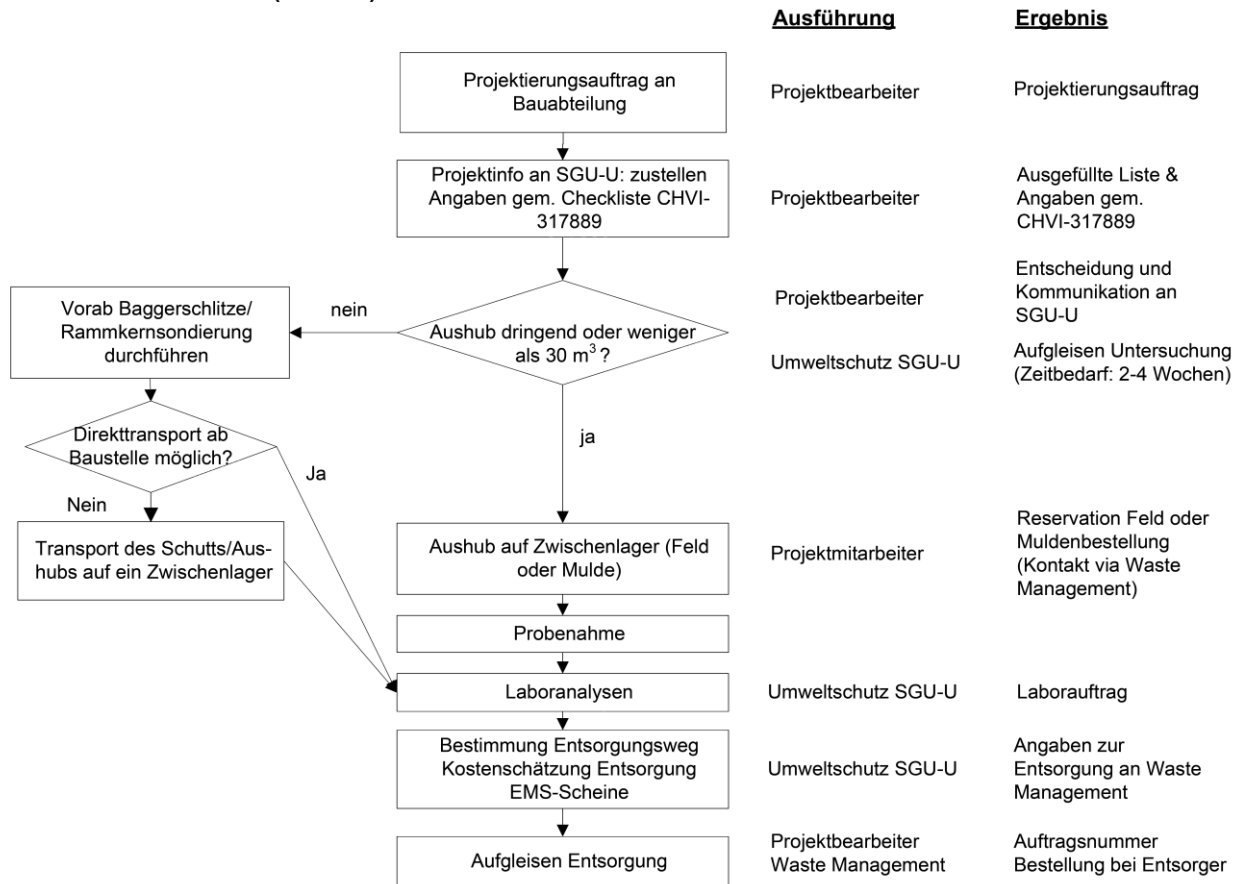 Ausführung
Ergebnis
Projektierungsauftrag an
Bauabteilung
Projektbearbeiter
Projektierungsauftrag
Projektinfo an SGU-U: zustellen
Angaben gem. Checkliste CHVI-
317889
Projektbearbeiter
Ausgefüllte Liste &
Angaben gem.
CHVI-317889
Vorab Baggerschlitze/
Rammkernsondierung
durchführen
nein
Aushub dringend oder weniger
als 30 m³ ?
Projektbearbeiter
Entscheidung und
Kommunikation an
SGU-U
Umweltschutz SGU-U
Aufgleisen Untersuchung
(Zeitbedarf: 2-4 Wochen)
Direkttransport ab
Baustelle möglich?
Ja
ja
Nein
Transport des Schutts/Aus-
hubs auf ein Zwischenlager
Aushub auf Zwischenlager (Feld
oder Mulde)
Projektmitarbeiter
Reservation Feld oder
Muldenbestellung
(Kontakt via Waste
Management)
Probenahme
Laboranalysen
Umweltschutz SGU-U
Laborauftrag
Bestimmung Entsorgungsweg
Kostenschätzung Entsorgung
EMS-Scheine
Umweltschutz SGU-U
Angaben zur
Entsorgung an Waste
Management
Aufgleisen Entsorgung
Projektbearbeiter
Waste Management
Auftragsnummer
Bestellung bei Entsorger